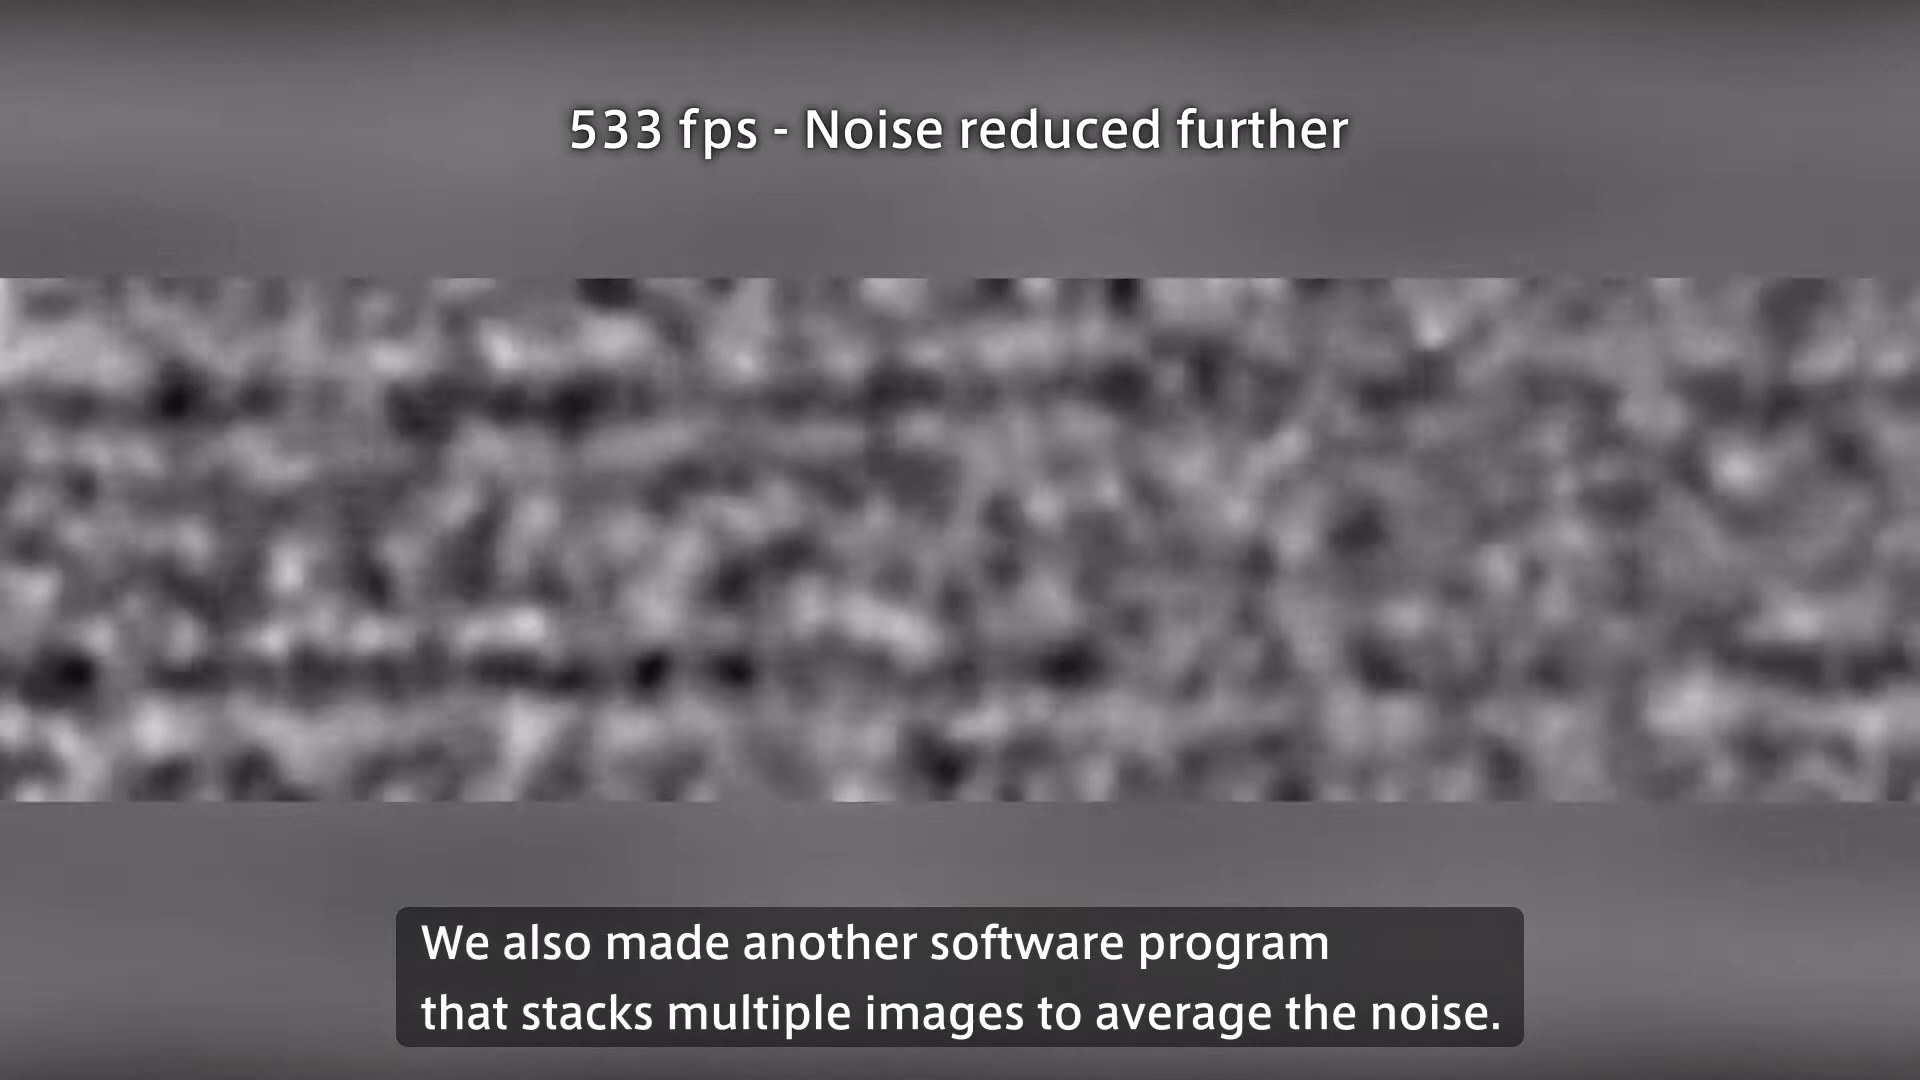 533 fps - Noise reduced further
We also made another software program
that stacks multiple images to average the noise.